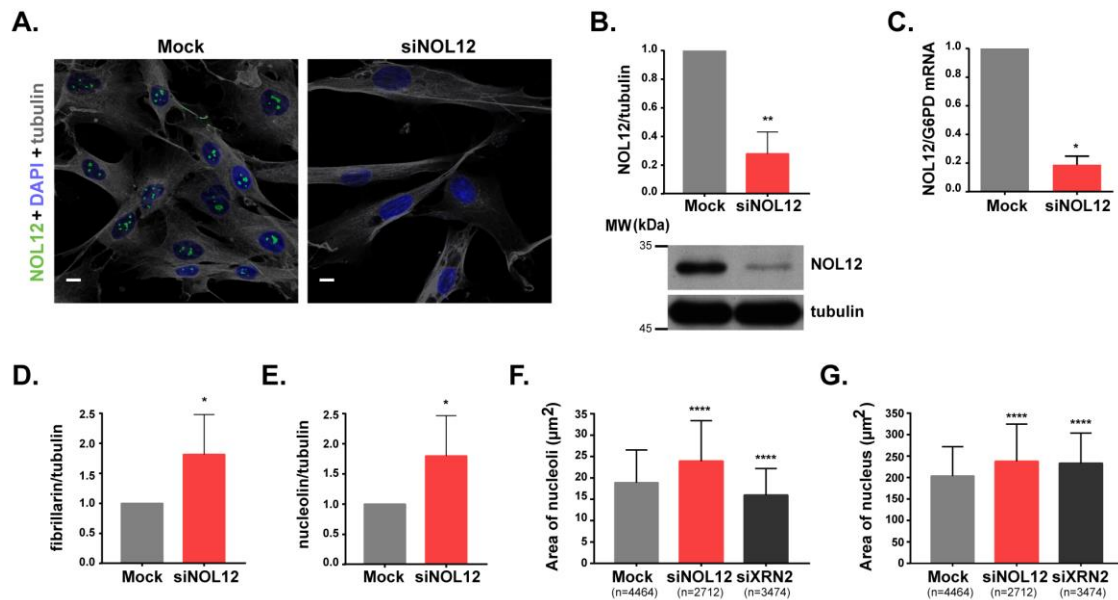 A.
Mock
siNOL12
NOL12 + DAPI + tubulin
B.
NOL12/tubulin
1.0
0.8
0.6
0.4
0.2
0.0
**
Mock
siNOL12
MW (kDa)
35
NOL12
tubulin
45
C.
NOL12/G6PD mRNA
1.0
0.8
0.6
0.4
0.2
0.0
*
Mock
siNOL12
D.
fibrillarin/tubulin
2.5
2.0
1.5
1.0
0.5
0.0
*
Mock
siNOL12
E.
nucleolin/tubulin
2.5
2.0
1.5
1.0
0.5
0.0
*
Mock
siNOL12
F.
Area of nucleoli (µm²)
35
30
25
20
15
10
5
0
****
****
Mock
siNOL12
siXRN2
(n=4464)
(n=2712)
(n=3474)
G.
Area of nucleus (µm²)
350
300
250
200
250
100
50
0
****
****
Mock
siNOL12
siXRN2
(n=4464)
(n=2712)
(n=3474)